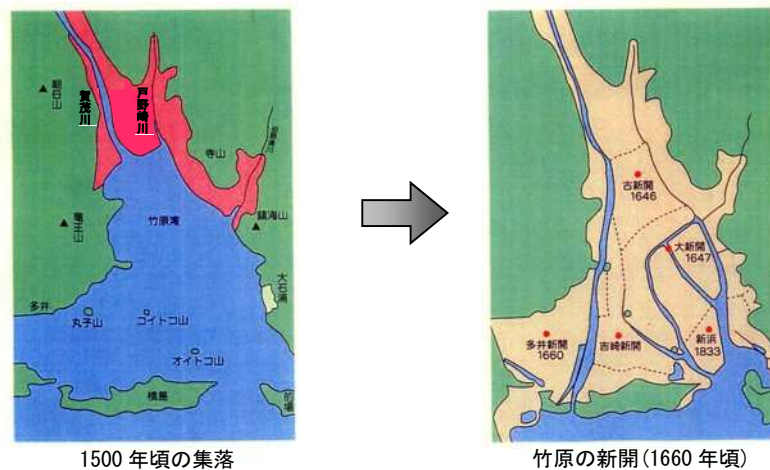 朝日山
賀茂川
戸野崎川
寺山
竹原湾
鎮海山
竜王山
大石浦
多井
丸子山
コイトコ山
オイトコ山
横島
的場
1500 年頃の集落
古新開
1646
大新開
1647
多井新開
1660
吉崎新開
新浜
1833
竹原の新開(1660 年頃)